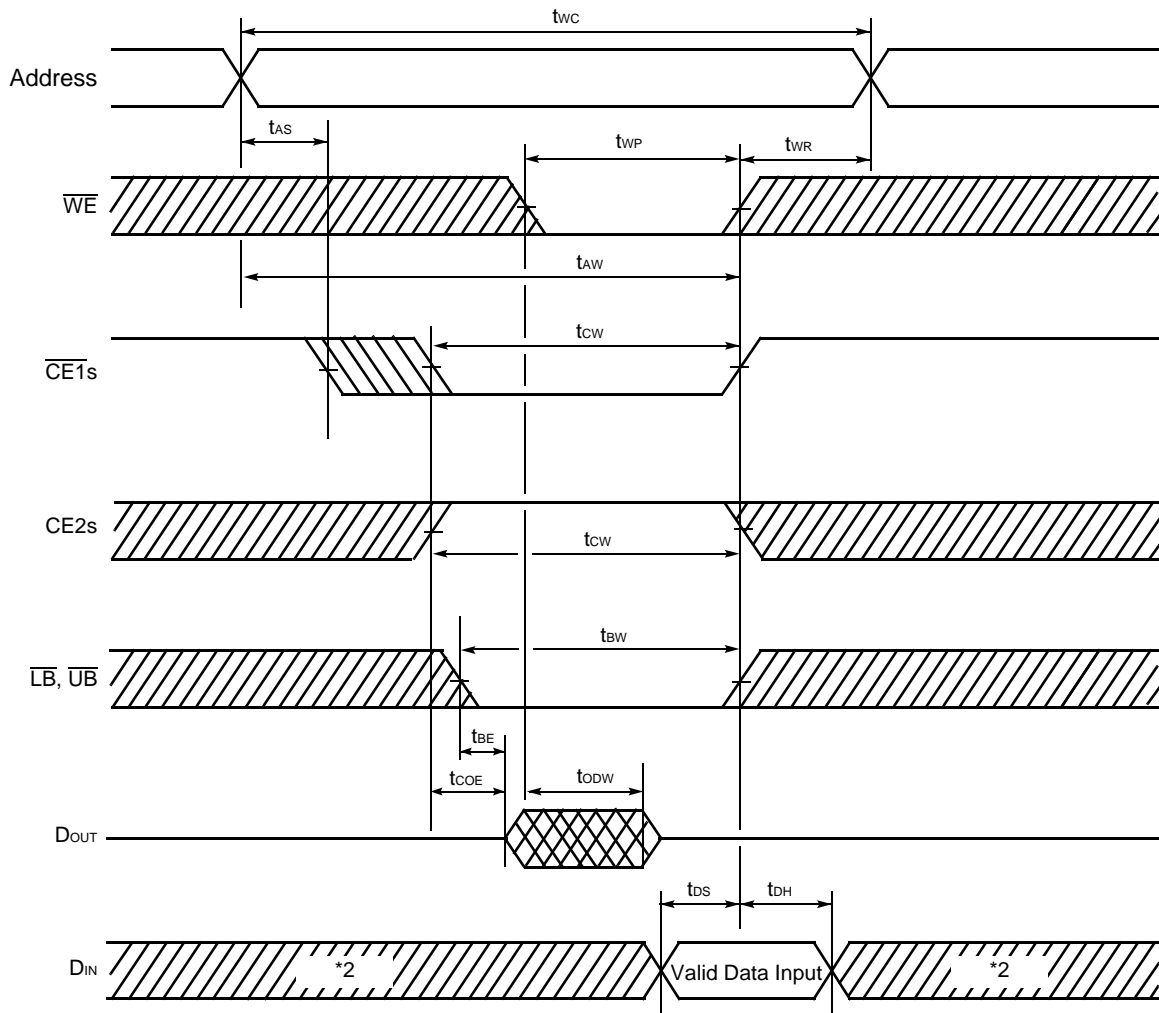 tWC
Address
tAS
tWP
tWR
WE
tAW
tCW
CE1s
CE2s
tCW
tBW
LB, UB
tBE
tCOE
tODW
DOUT
tDS
tDH
DIN
*2
Valid Data Input
*2